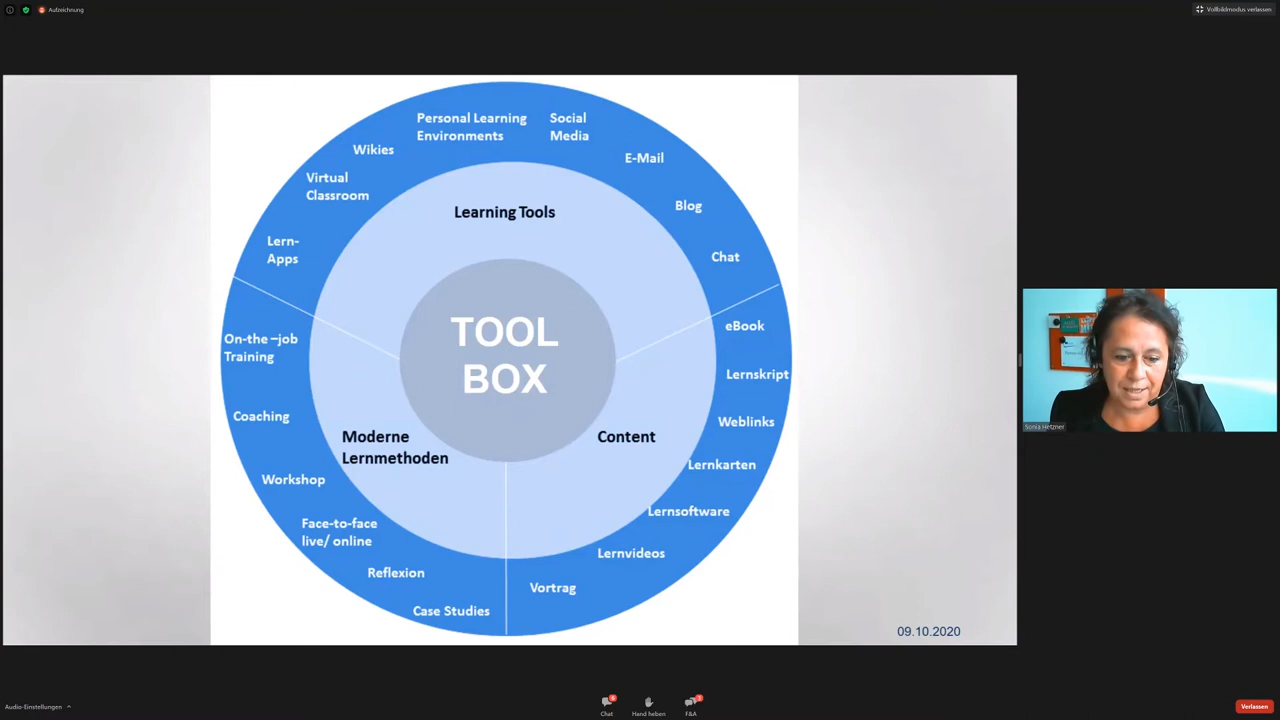 Aufzeichnung
Vollbildmodus verlassen
Personal Learning
Environments
Social
Media
Wikies
E-Mail
Virtual
Classroom
Blog
Learning Tools
Lern-
Apps
Chat
TOOL
BOX
eBook
On-the –job
Training
Lernskript
Coaching
Weblinks
Moderne
Lernmethoden
Content
Lernkarten
Workshop
Lernsoftware
Face-to-face
live/ online
Lernvideos
Reflexion
Vortrag
Case Studies
09.10.2020
Sonia Hetzner
Audio-Einstellungen
Chat
Hand heben
F&A
Verlassen